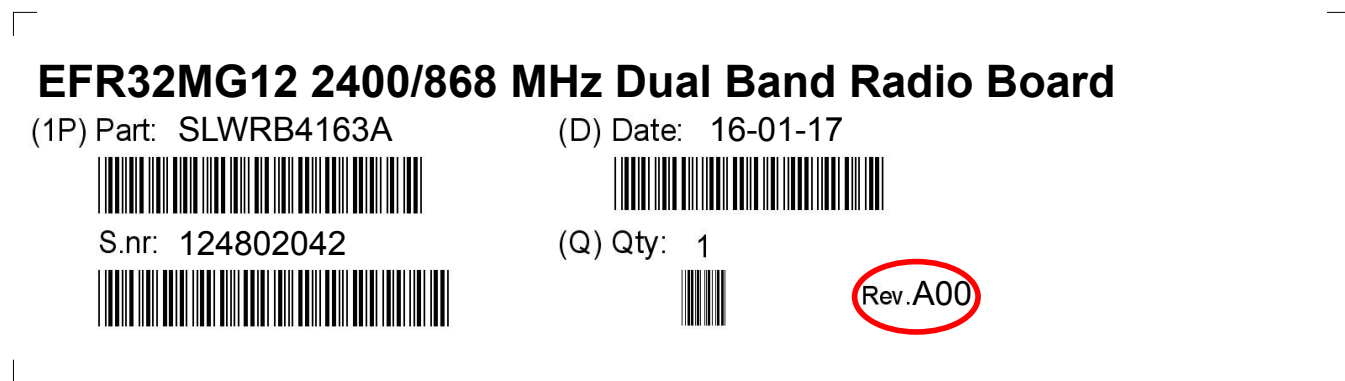 EFR32MG12 2400/868 MHz Dual Band Radio Board
(1P) Part: SLWRB4163A (D) Date: 16-01-17
S.nr: 124802042 (Q) Qty: 1
Rev.A00